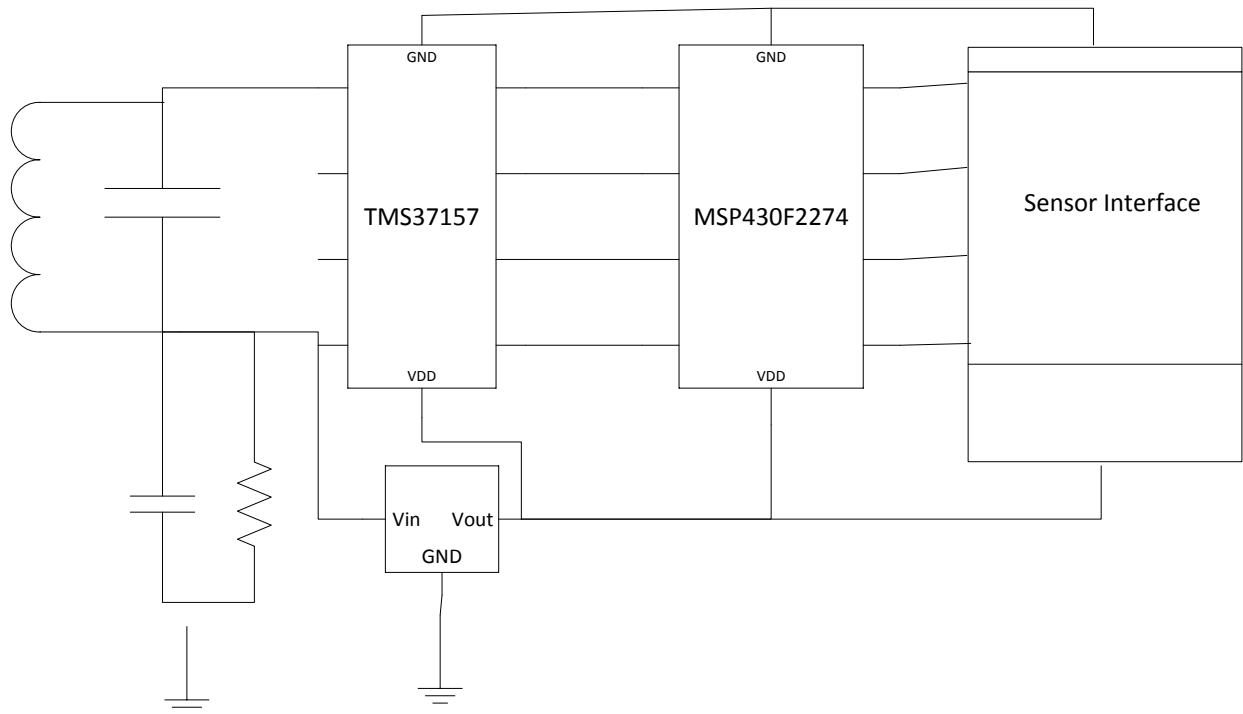 GND
GND
TMS37157
MSP430F2274
Sensor Interface
VDD
VDD
Vin Vout
GND